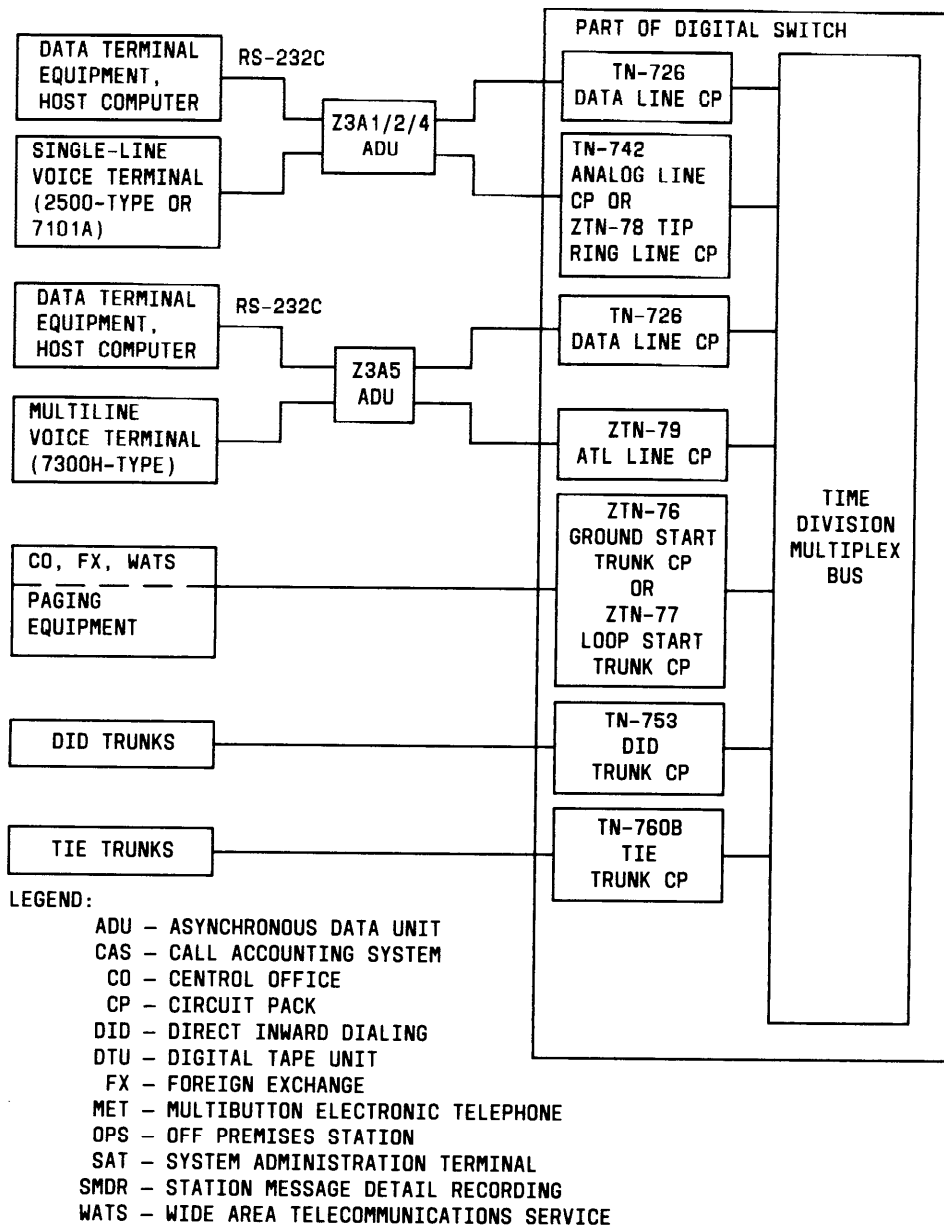 PART OF DIGITAL SWITCH
DATA TERMINAL
EQUIPMENT,
HOST COMPUTER
RS-232C
Z3A1/2/4
ADU
TN-726
DATA LINE CP
SINGLE-LINE
VOICE TERMINAL
(2500-TYPE OR
7101A)
TN-742
ANALOG LINE
CP OR
ZTN-78 TIP
RING LINE CP
DATA TERMINAL
EQUIPMENT,
HOST COMPUTER
RS-232C
Z3A5
ADU
TN-726
DATA LINE CP
MULTILINE
VOICE TERMINAL
(7300H-TYPE)
ZTN-79
ATL LINE CP
CO, FX, WATS
PAGING
EQUIPMENT
ZTN-76
GROUND START
TRUNK CP
OR
ZTN-77
LOOP START
TRUNK CP
TIME
DIVISION
MULTIPLEX
BUS
DID TRUNKS
TN-753
DID
TRUNK CP
TIE TRUNKS
TN-760B
TIE
TRUNK CP
LEGEND:
ADU – ASYNCHRONOUS DATA UNIT
CAS – CALL ACCOUNTING SYSTEM
CO – CENTRAL OFFICE
CP – CIRCUIT PACK
DID – DIRECT INWARD DIALING
DTU – DIGITAL TAPE UNIT
FX – FOREIGN EXCHANGE
MET – MULTIBUTTON ELECTRONIC TELEPHONE
OPS – OFF PREMISES STATION
SAT – SYSTEM ADMINISTRATION TERMINAL
SMDR – STATION MESSAGE DETAIL RECORDING
WATS – WIDE AREA TELECOMMUNICATIONS SERVICE